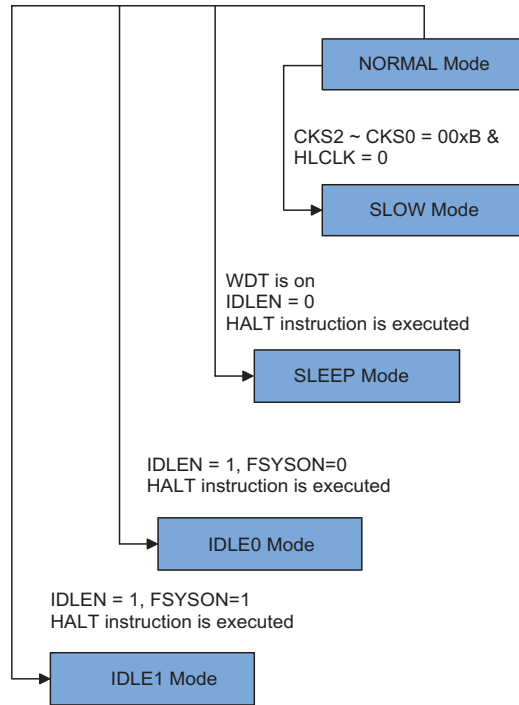 NORMAL Mode
CKS2 ~ CKS0 = 00xB &
HLCLK = 0
SLOW Mode
WDT is on
IDLEN = 0
HALT instruction is executed
SLEEP Mode
IDLEN = 1, FSYSON=0
HALT instruction is executed
IDLE0 Mode
IDLEN = 1, FSYSON=1
HALT instruction is executed
IDLE1 Mode